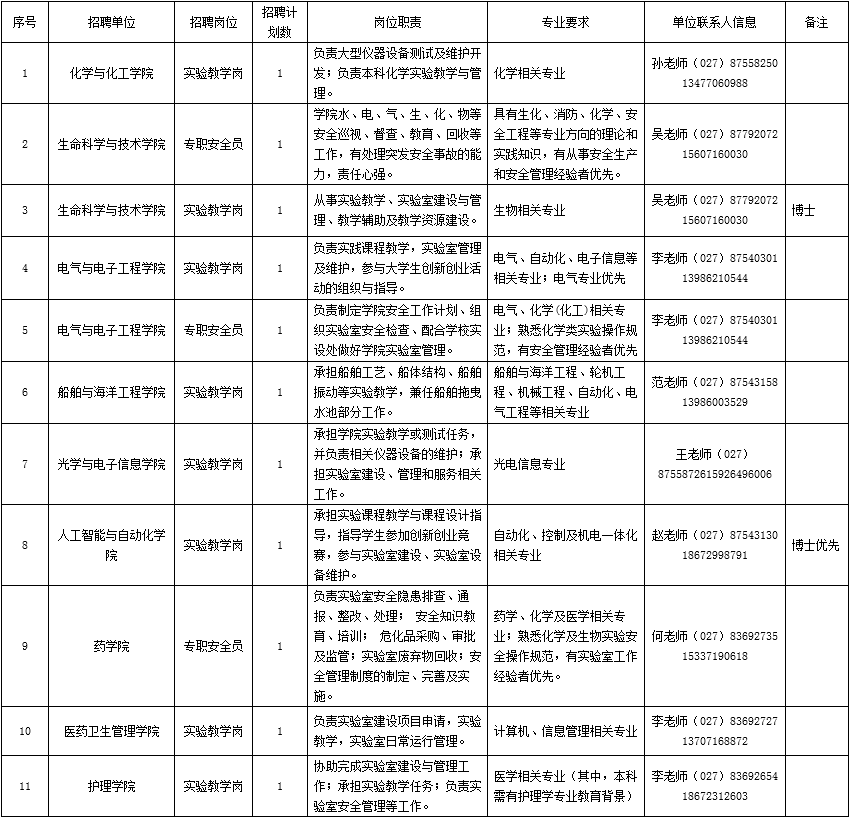 序号
招聘单位
招聘岗位
招聘计
划数
岗位职责
专业要求
单位联系人信息
备注
1
化学与化工学院
实验教学岗
1
负责大型仪器设备测试及维护开
发；负责本科化学实验教学与管
理。
化学相关专业
孙老师（027）87558250
13477060988
2
生命科学与技术学院
专职安全员
1
学院水、电、气、生、化、物等
安全巡视、督查、教育、回收等
工作，有处理突发安全事故的能
力，责任心强。
具有生化、消防、化学、安
全工程等专业方向的理论和
实践知识，有从事安全生产
和安全管理经验者优先。
吴老师（027）87792072
15607160030
3
生命科学与技术学院
实验教学岗
1
从事实验教学、实验室建设与管
理、教学辅助及教学资源建设。
生物相关专业
吴老师（027）87792072
15607160030
博士
4
电气与电子工程学院
实验教学岗
1
负责实践课程教学，实验室管理
及维护，参与大学生创新创业活
动的组织与指导。
电气、自动化、电子信息等
相关专业；电气专业优先
李老师（027）87540301
13986210544
5
电气与电子工程学院
专职安全员
1
负责制定学院安全工作计划、组
织实验室安全检查、配合学校实
设处做好学院实验室管理。
电气、化学(化工)相关专
业；熟悉化学类实验操作规
范，有安全管理经验者优先
李老师（027）87540301
13986210544
6
船舶与海洋工程学院
实验教学岗
1
承担船舶工艺、船体结构、船舶
振动等实验教学，兼任船舶拖曳
水池部分工作。
船舶与海洋工程、轮机工
程、机械工程、自动化、电
气工程等相关专业
范老师（027）87543158
13986003529
7
光学与电子信息学院
实验教学岗
1
承担学院实验教学或测试任务，
并负责相关仪器设备的维护；承
担实验室建设、管理和服务相关
工作。
光电信息专业
王老师（027）
8755872615926496006
8
人工智能与自动化学
院
实验教学岗
1
承担实验课程教学与课程设计指
导，指导学生参加创新创业竞
赛，参与实验室建设、实验室设
备维护。
自动化、控制及机电一体化
相关专业
赵老师（027）87543130
18672998791
博士优先
9
药学院
专职安全员
1
负责实验室安全隐患排查、通
报、整改、处理； 安全知识教
育、培训； 危化品采购、审批
及监管；实验室废弃物回收；安
全管理制度的制定、完善及实
施。
药学、化学及医学相关专
业；熟悉化学及生物实验安
全操作规范，有实验室工作
经验者优先。
何老师（027）83692735
15337190618
10
医药卫生管理学院
实验教学岗
1
负责实验室建设项目申请，实验
教学，实验室日常运行管理。
计算机、信息管理相关专业
李老师（027）83692727
13707168872
11
护理学院
实验教学岗
1
协助完成实验室建设与管理工
作；承担实验教学任务；负责实
验室安全管理等工作。
医学相关专业（其中，本科
需有护理学专业教育背景）
李老师（027）83692654
18672312603